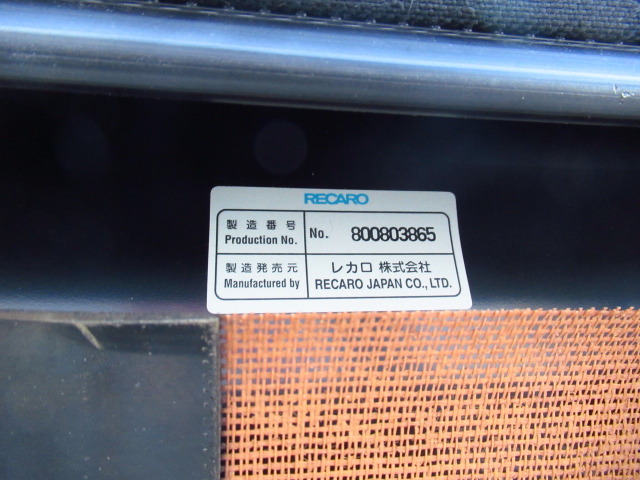 RECARO
製造番号
Production No.
No. 800803865
製造発売元
Manufactured by
レカロ 株式会社
RECARO JAPAN CO., LTD.